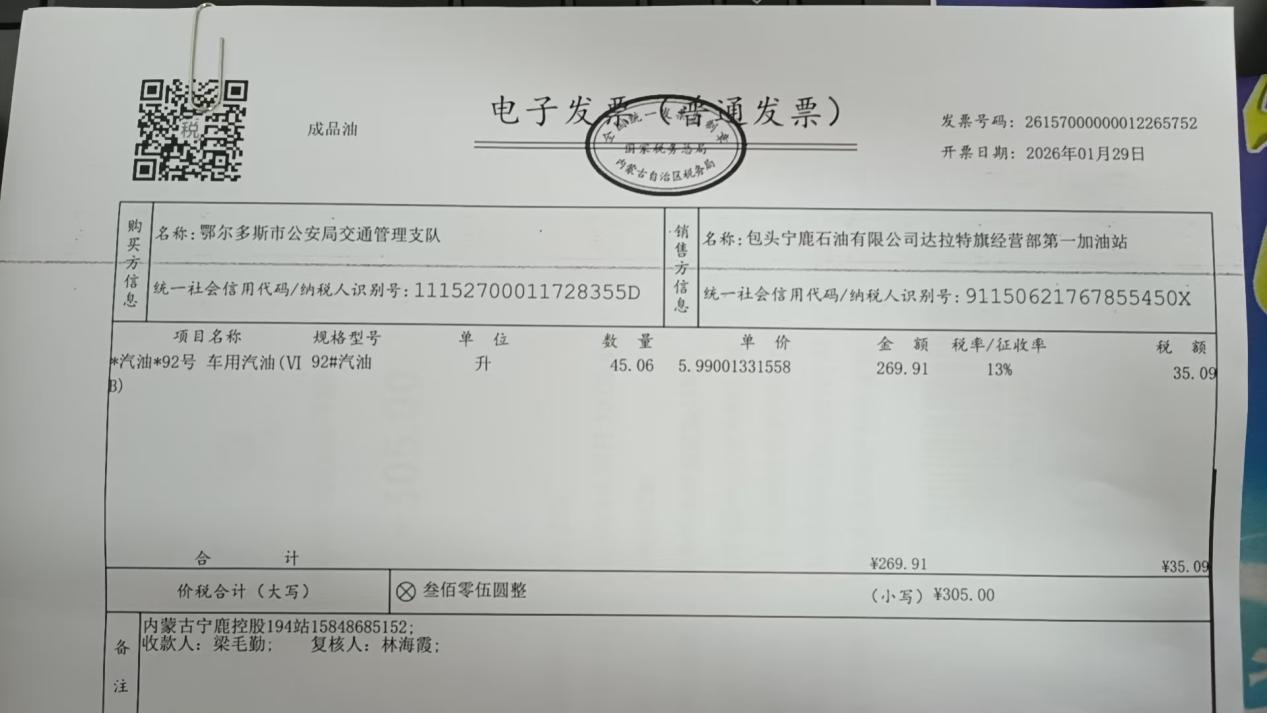 税
成品油
电子发票（普通发票）
全国统一发票监制章
国家税务总局
内蒙古自治区税务局
发票号码：26157000000012265752
开票日期：2026年01月29日
购买方信息
名称：鄂尔多斯市公安局交通管理支队
统一社会信用代码/纳税人识别号：11152700011728355D
销售方信息
名称：包头宁鹿石油有限公司达拉特旗经营部第一加油站
统一社会信用代码/纳税人识别号：91150621767855450X
项目名称 规格型号 单位 数量 单价 金额 税率/征收率 税额
*汽油*92号 车用汽油(VI 92#汽油 升 45.06 5.99001331558 269.91 13% 35.09
B)
合计 ¥269.91 ¥35.09
价税合计（大写） ⊗ 叁佰零伍圆整 （小写）¥305.00
备注
内蒙古宁鹿控股194站15848685152;
收款人：梁毛勤; 复核人：林海霞;